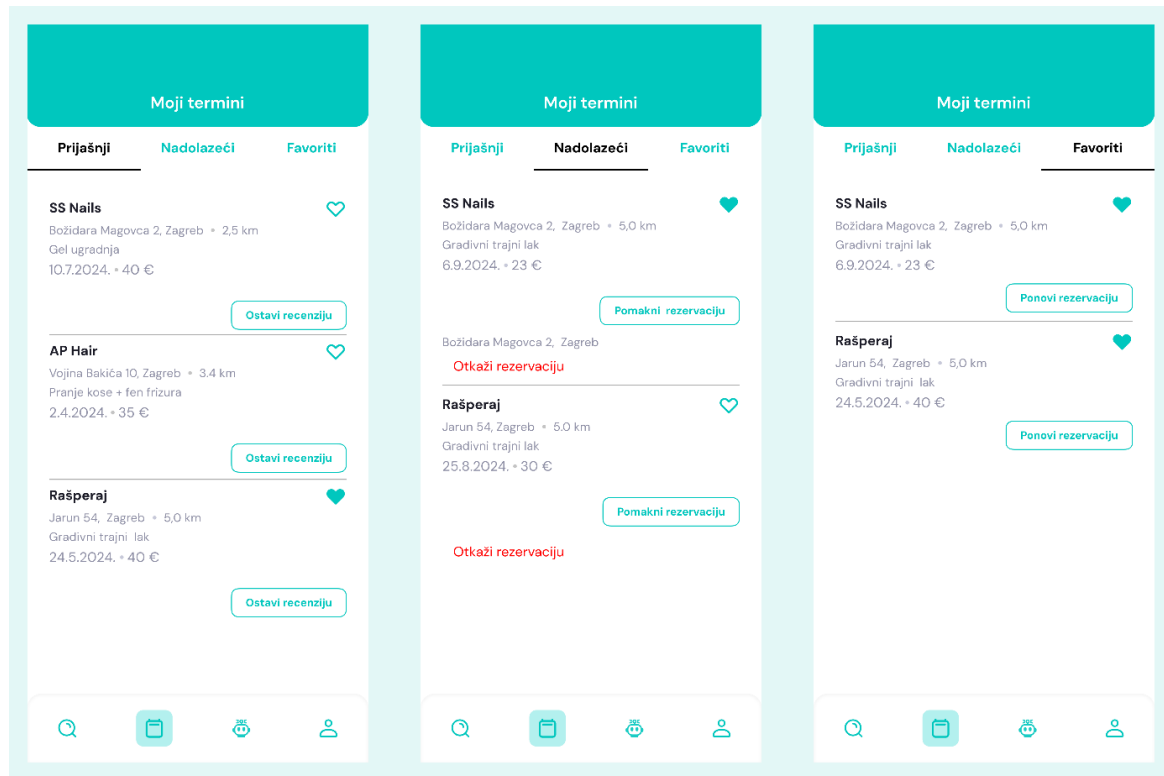 Moji termini
Prijašnji Nadolazeći Favoriti
SS Nails
Božidara Magovca 2, Zagreb • 2,5 km
Gel ugradnja
10.7.2024. • 40 €
Ostavi recenziju
AP Hair
Vojina Bakića 10, Zagreb • 3.4 km
Pranje kose + fen frizura
2.4.2024. • 35 €
Ostavi recenziju
Rašperaj
Jarun 54, Zagreb • 5,0 km
Gradivni trajni lak
24.5.2024. • 40 €
Ostavi recenziju
Moji termini
Prijašnji Nadolazeći Favoriti
SS Nails
Božidara Magovca 2, Zagreb • 5,0 km
Gradivni trajni lak
6.9.2024. • 23 €
Pomakni rezervaciju
Božidara Magovca 2, Zagreb
Otkaži rezervaciju
Rašperaj
Jarun 54, Zagreb • 5.0 km
Gradivni trajni lak
25.8.2024. • 30 €
Pomakni rezervaciju
Otkaži rezervaciju
Moji termini
Prijašnji Nadolazeći Favoriti
SS Nails
Božidara Magovca 2, Zagreb • 5,0 km
Gradivni trajni lak
6.9.2024. • 23 €
Ponovi rezervaciju
Rašperaj
Jarun 54, Zagreb • 5,0 km
Gradivni trajni lak
24.5.2024. • 40 €
Ponovi rezervaciju